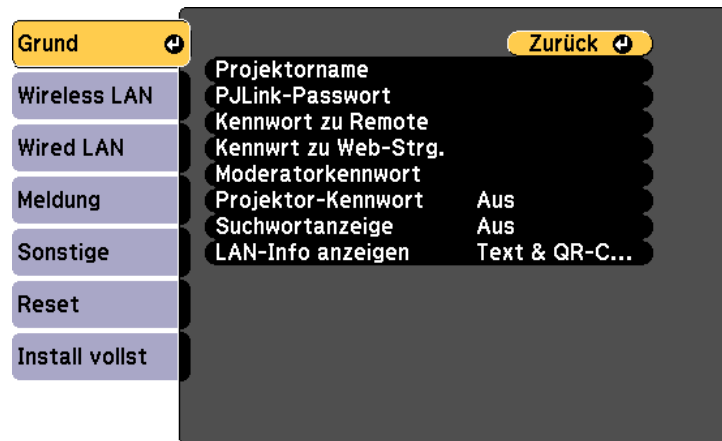 Grund
Wireless LAN
Wired LAN
Meldung
Sonstige
Reset
Install vollst
Zurück
Projektorname
PJLink-Passwort
Kennwort zu Remote
Kennwrt zu Web-Strg.
Moderatorkennwort
Projektor-Kennwort Aus
Suchwortanzeige Aus
LAN-Info anzeigen Text & QR-C...